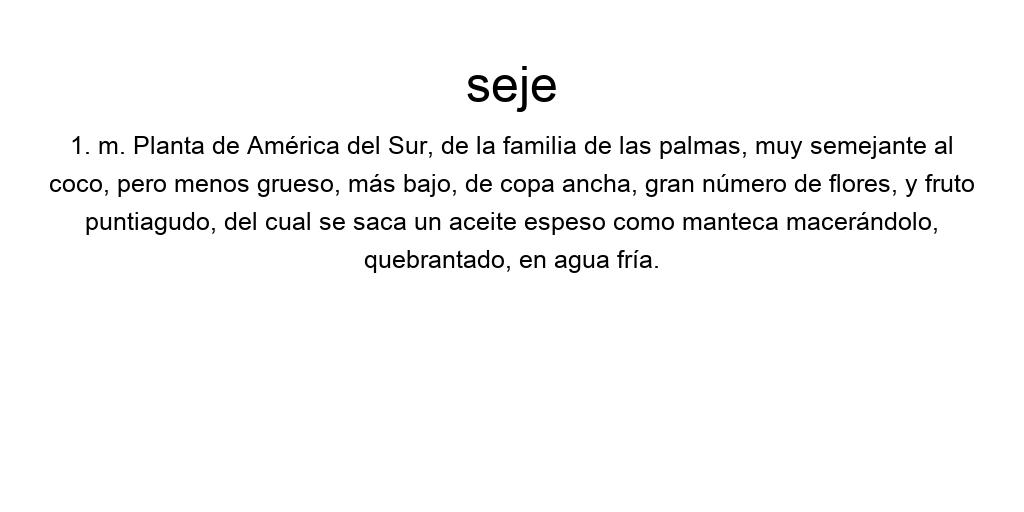 seje
1. m. Planta de América del Sur, de la familia de las palmas, muy semejante al
coco, pero menos grueso, más bajo, de copa ancha, gran número de flores, y fruto
puntiagudo, del cual se saca un aceite espeso como manteca macerándolo,
quebrantado, en agua fría.